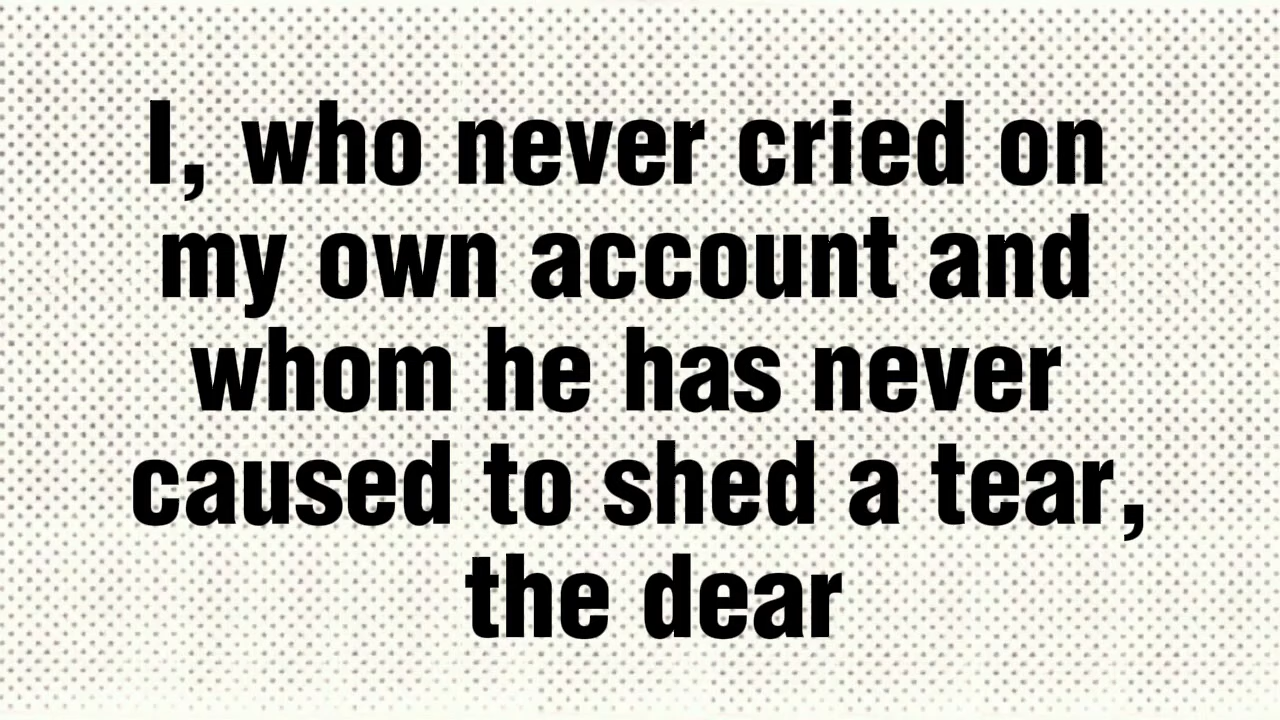 I, who never cried on
my own account and
whom he has never
caused to shed a tear,
the dear